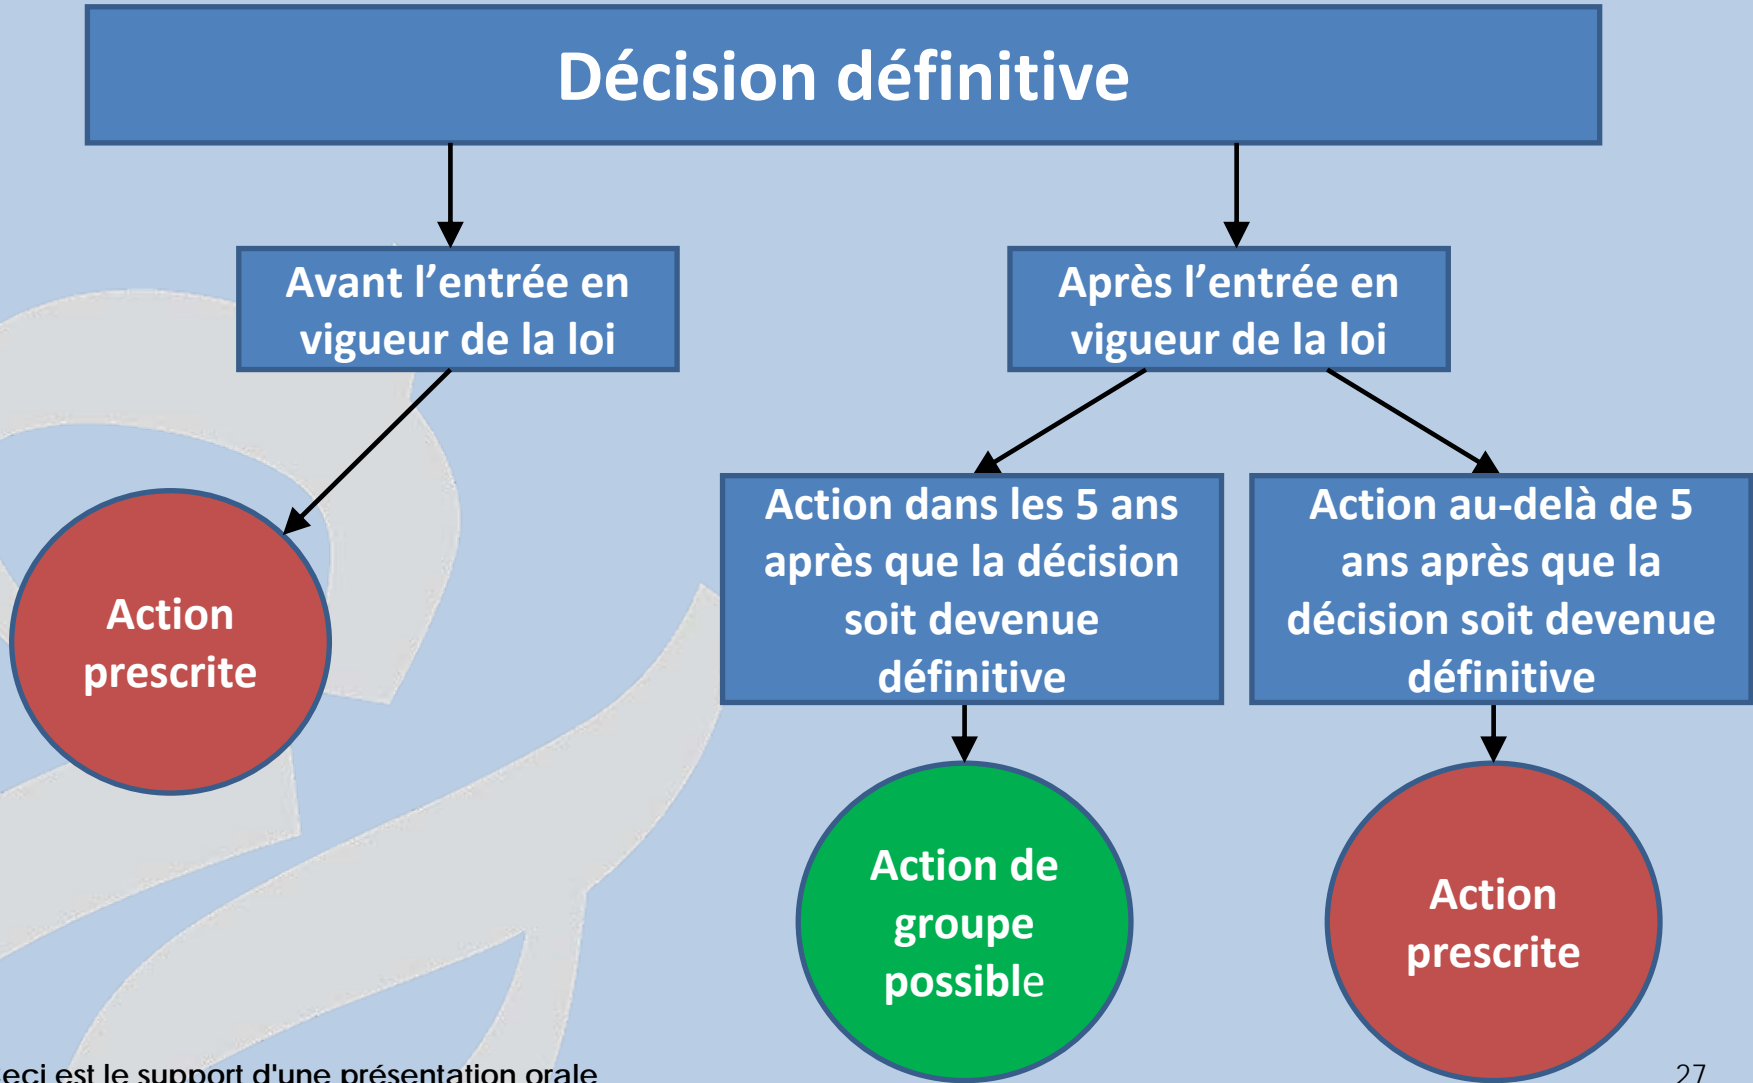 Décision définitive
Avant l’entrée en
vigueur de la loi
Après l’entrée en
vigueur de la loi
Action
prescrite
Action dans les 5 ans
après que la décision
soit devenue
définitive
Action au-delà de 5
ans après que la
décision soit devenue
définitive
Action de
groupe
possible
Action
prescrite
eci est le support d'une présentation orale
27